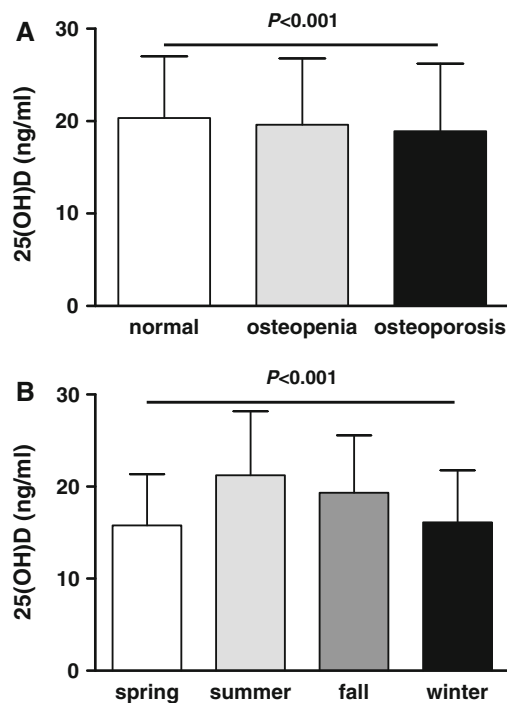 A
P<0.001
25(OH)D (ng/ml)
30
20
10
0
normal osteopenia osteoporosis
B
P<0.001
25(OH)D (ng/ml)
30
20
10
0
spring summer fall winter